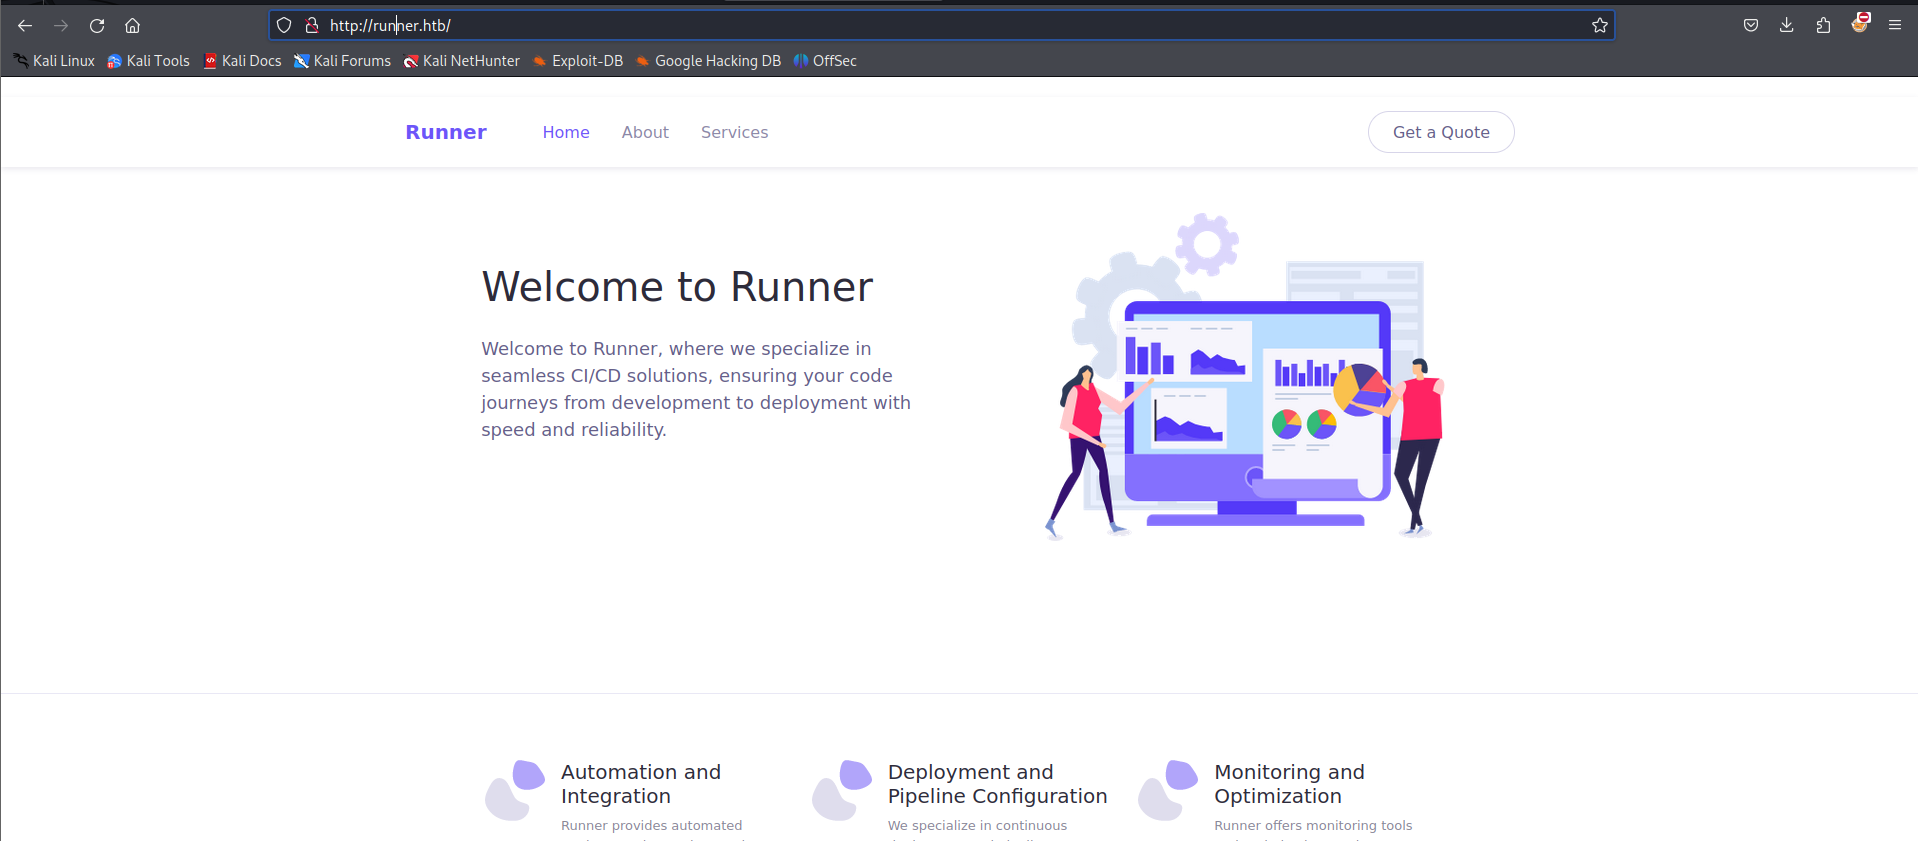 http://runner.htb/
Kali Linux Kali Tools Kali Docs Kali Forums Kali NetHunter Exploit-DB Google Hacking DB OffSec
Runner Home About Services Get a Quote
Welcome to Runner
Welcome to Runner, where we specialize in
seamless CI/CD solutions, ensuring your code
journeys from development to deployment with
speed and reliability.
Automation and
Integration
Runner provides automated
Deployment and
Pipeline Configuration
We specialize in continuous
Monitoring and
Optimization
Runner offers monitoring tools